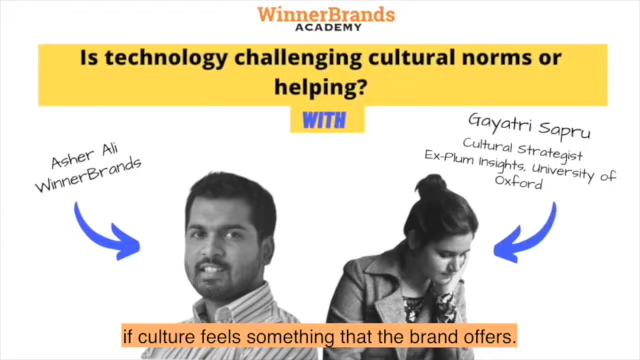 WinnerBrands
ACADEMY
Is technology challenging cultural norms or
helping?
WITH
Asher Ali
WinnerBrands
Gayatri Sapru
Cultural Strategist
Ex-Plum Insights, University of
Oxford
if culture feels something that the brand offers.